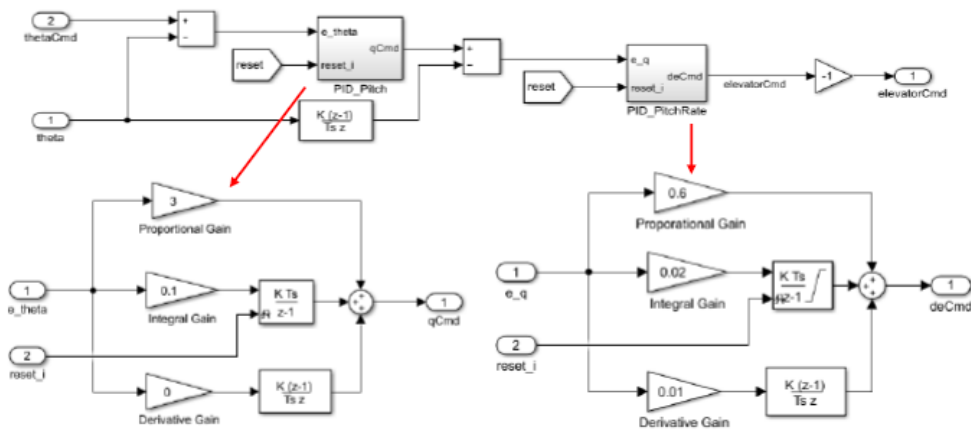 2
thetaCmd
+
−
e_theta
qCmd
reset_i
reset
PID_Pitch
+
−
e_q
deCmd
reset_i
reset
PID_PitchRate
elevatorCmd
-1
1
elevatorCmd
1
theta
K (z-1)
Ts z
3
Proportional Gain
1
e_theta
0.1
Integral Gain
K Ts
z-1
+
+
+
1
qCmd
2
reset_i
0
Derivative Gain
K (z-1)
Ts z
0.6
Proporational Gain
1
e_q
0.02
Integral Gain
K Ts
z-1
+
+
+
1
deCmd
2
reset_i
0.01
Derivative Gain
K (z-1)
Ts z